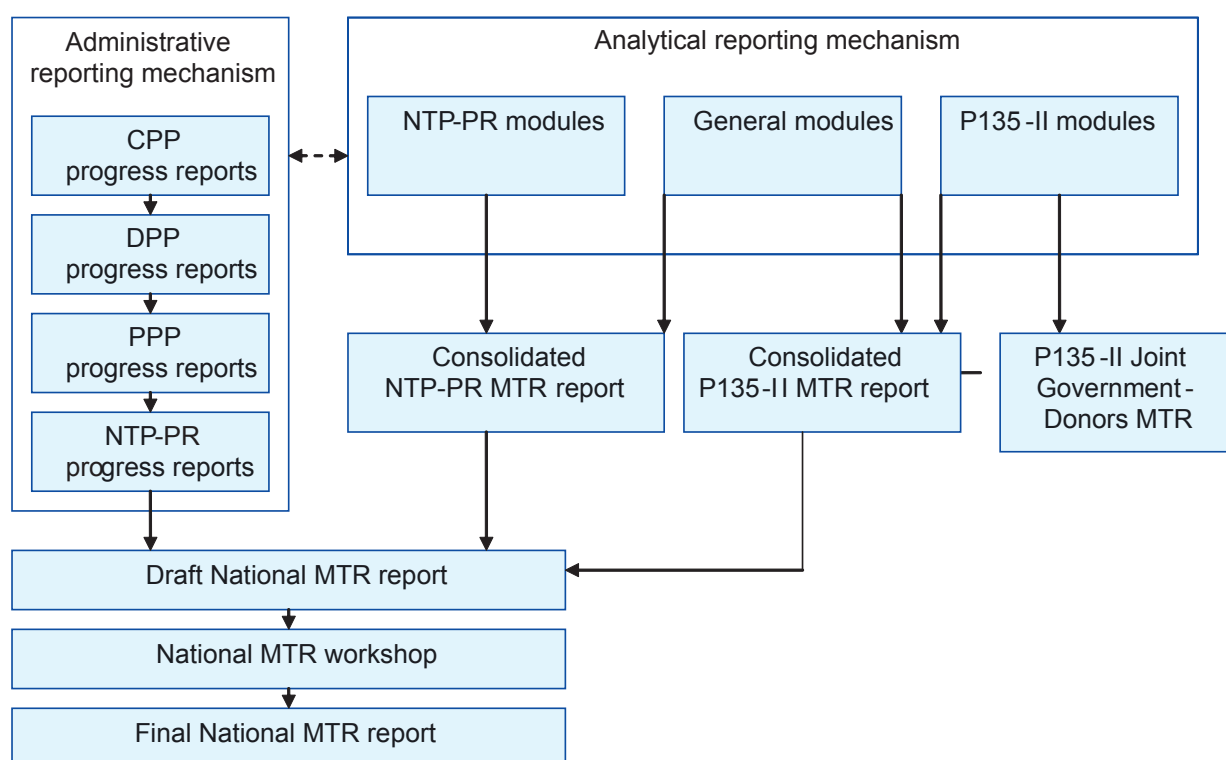 Administrative
reporting mechanism
CPP
progress reports
DPP
progress reports
PPP
progress reports
NTP-PR
progress reports
Analytical reporting mechanism
NTP-PR modules
General modules
P135-II modules
Consolidated
NTP-PR MTR report
Consolidated
P135-II MTR report
P135-II Joint
Government-
Donors MTR
Draft National MTR report
National MTR workshop
Final National MTR report